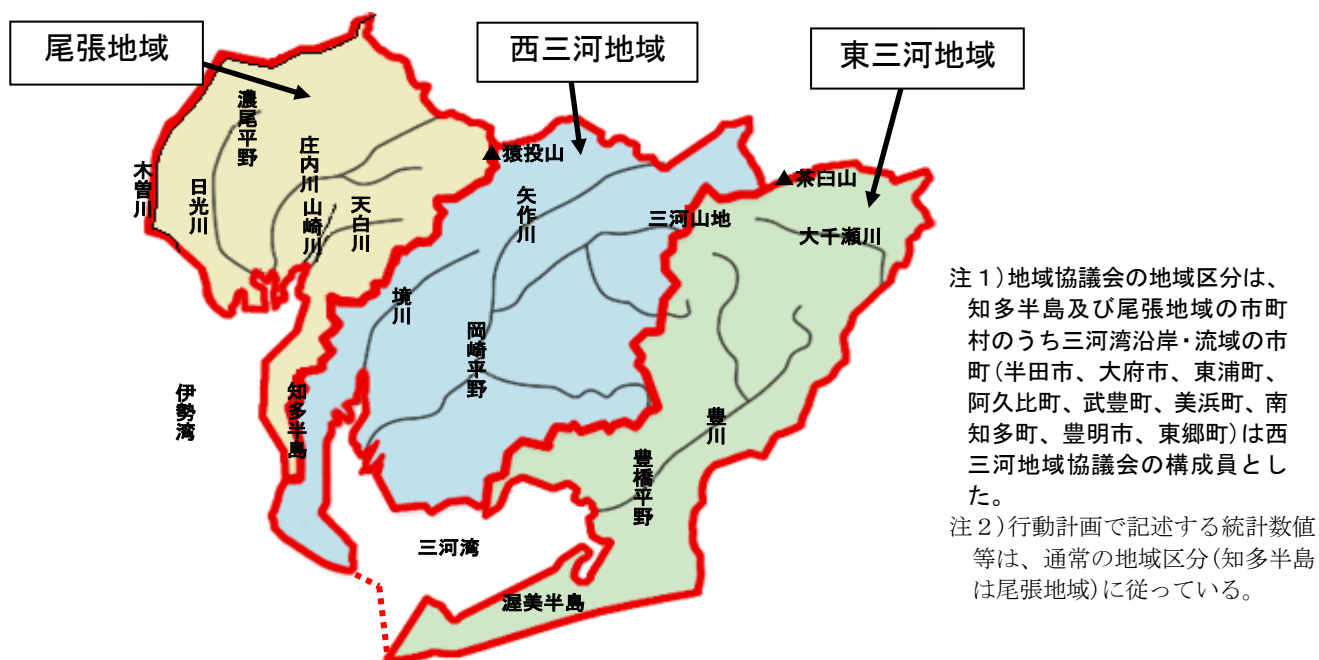 尾張地域
西三河地域
東三河地域
濃尾平野
木曽川
日光川
庄内川
山崎川
天白川
▲猿投山
矢作川
三河山地
▲茶臼山
大千瀬川
境川
岡崎平野
伊勢湾
知多半島
豊川
豊橋平野
三河湾
渥美半島
注1)地域協議会の地域区分は、
知多半島及び尾張地域の市町
村のうち三河湾沿岸・流域の市
町(半田市、大府市、東浦町、
阿久比町、武豊町、美浜町、南
知多町、豊明市、東郷町)は西
三河地域協議会の構成員とし
た。
注2)行動計画で記述する統計数値
等は、通常の地域区分(知多半島
は尾張地域)に従っている。